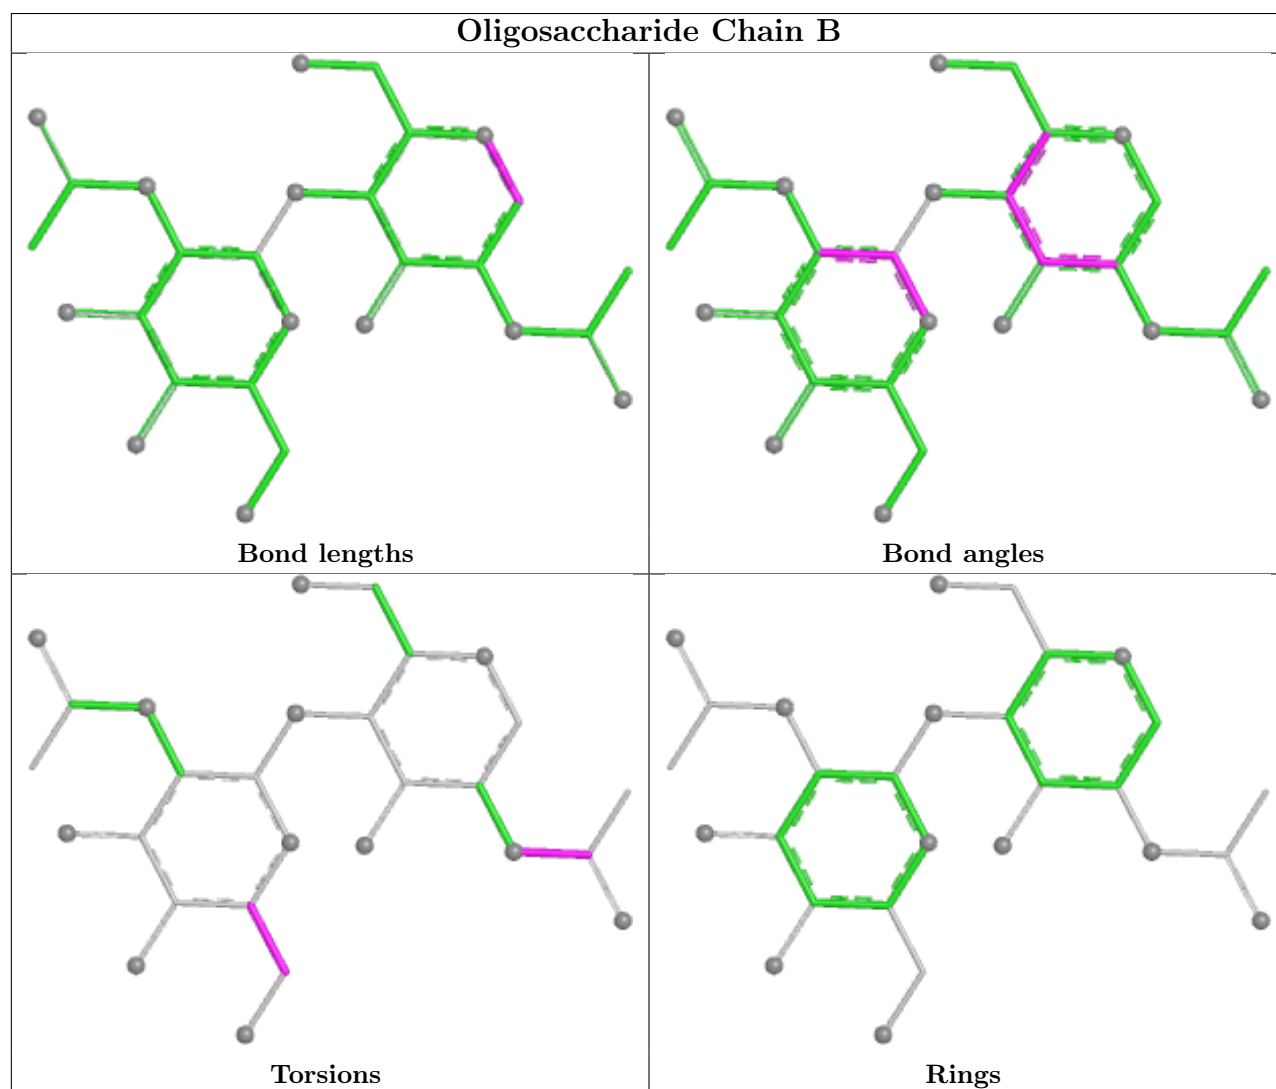 Oligosaccharide Chain B
Bond lengths
Bond angles
Torsions
Rings